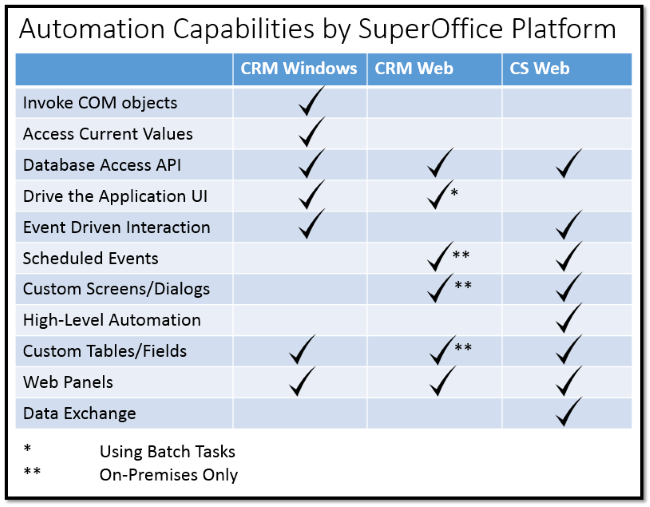 Automation Capabilities by SuperOffice Platform
CRM Windows CRM Web CS Web
Invoke COM objects ✓
Access Current Values ✓
Database Access API ✓ ✓ ✓
Drive the Application UI ✓ ✓ *
Event Driven Interaction ✓ ✓
Scheduled Events ✓ ** ✓
Custom Screens/Dialogs ✓ ** ✓
High-Level Automation ✓
Custom Tables/Fields ✓ ✓ ** ✓
Web Panels ✓ ✓ ✓
Data Exchange ✓
* Using Batch Tasks
** On-Premises Only